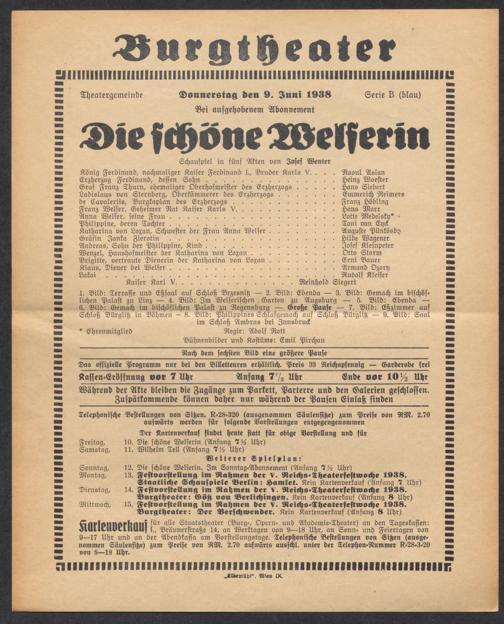 Burgtheater
Theatergemeinde Donnerstag den 9. Juni 1938 Serie B (blau)
Bei aufgehobenem Abonnement
Die schöne Welserin
Schauspiel in fünf Akten von Josef Wenter
König Ferdinand, nachmaliger Kaiser Ferdinand I., Bruder Karls V. . . . . Raoul Aslan
Erzherzog Ferdinand, dessen Sohn . . . . Heinz Woester
Graf Franz Thurn, ehemaliger Oberhofmeister des Erzherzogs . . . . Hans Siebert
Ladislaus von Sternberg, Oberkämmerer des Erzherzogs . . . . Emmerich Reimers
de Cavalerija, Burgkaplan des Erzherzogs . . . . Franz Höbling
Franz Welser, Geheimer Rat Kaiser Karls V. . . . . Hans Marr
Anna Welser, seine Frau . . . . Lotte Medelsky*
Philippine, deren Tochter . . . . Toni van Eyck
Katharina von Loxan, Schwester der Frau Anna Welser . . . . Auguste Pünkösdy
Gräfin Janka Fierotin . . . . Hilde Wagener
Andreas, Sohn der Philippine, Kind . . . . Josef Kleinpeter
Wenzel, Haushofmeister der Katharina von Loxan . . . . Otto Storm
Brigitte, vertraute Dienerin der Katharina von Loxan . . . . Erni Bauer
Klaus, Diener bei Welser . . . . Armand Ozory
Lakai . . . . Rudolf Kleiser
Kaiser Karl V. . . . . Reinhold Siegert
1. Bild: Terrasse und Eßsaal auf Schloß Brzesnitz — 2. Bild: Ebenda — 3. Bild: Gemach im bischöf-
lichen Palast zu Linz — 4. Bild: Im Welserischen Garten zu Augsburg — 5. Bild: Ebenda —
6. Bild: Gemach im bischöflichen Palast zu Regensburg — Große Pause — 7. Bild: Eßzimmer auf
Schloß Bürglitz in Böhmen — 8. Bild: Philippinens Schlafgemach auf Schloß Bürglitz — 9. Bild: Saal
im Schloß Ambras bei Innsbruck
* Ehrenmitglied Regie: Adolf Rott
Bühnenbilder und Kostüme: Emil Pirchan
Nach dem sechsten Bild eine größere Pause
Das offizielle Programm nur bei den Billetteuren erhältlich. Preis 33 Reichspfennig — Garderobe frei
Kassen-Eröffnung vor 7 Uhr Anfang 7½ Uhr Ende vor 10½ Uhr
Während der Akte bleiben die Zugänge zum Parkett, Parterre und den Galerien geschlossen.
Zuspätkommende können daher nur während der Pausen Einlaß finden
Telephonische Bestellungen von Sitzen, R-28-320 (ausgenommen Säulensitze) zum Preise von RM. 2.70
aufwärts werden für folgende Vorstellungen entgegengenommen
Der Kartenverkauf findet heute statt für obige Vorstellung und für
Freitag, 10. Die schöne Welserin (Anfang 7½ Uhr)
Samstag, 11. Wilhelm Tell (Anfang 7½ Uhr)
Weiterer Spielplan:
Sonntag, 12. Die schöne Welserin. Im Sonntag-Abonnement (Anfang 7½ Uhr)
Montag, 13. Festvorstellung im Rahmen der V. Reichs-Theaterfestwoche 1938.
Staatliche Schauspiele Berlin: Hamlet. Kein Kartenverkauf (Anfang 7 Uhr)
Dienstag, 14. Festvorstellung im Rahmen der V. Reichs-Theaterfestwoche 1938.
Burgtheater: Götz von Berlichingen. Kein Kartenverkauf (Anfang 8 Uhr)
Mittwoch, 15. Festvorstellung im Rahmen der V. Reichs-Theaterfestwoche 1938.
Burgtheater: Der Verschwender. Kein Kartenverkauf (Anfang 8 Uhr)
Kartenverkauf für alle Staatstheater (Burg-, Opern- und Akademie-Theater) an den Tageskassen:
I., Bräunerstraße 14, an Werktagen von 9—18 Uhr, an Sonn- und Feiertagen von
9—17 Uhr und an der Abendkassa am Vorstellungstage. Telephonische Bestellungen von Sitzen (ausge-
nommen Säulensitze) zum Preise von RM. 2.70 aufwärts ausschl. unter der Telephon-Nummer R-28-3-20
von 8—18 Uhr.
„Elbemühl“, Wien IX.